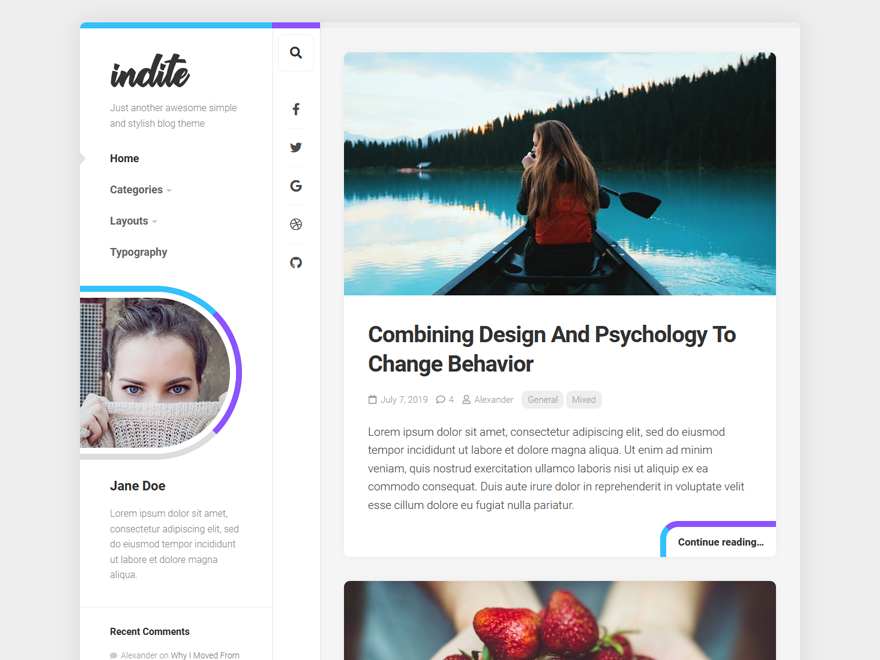 indite
Just another awesome simple
and stylish blog theme
Home
Categories
Layouts
Typography
Jane Doe
Lorem ipsum dolor sit amet,
consectetur adipiscing elit, sed
do eiusmod tempor incididunt
ut labore et dolore magna
aliqua.
Recent Comments
Alexander on Why I Moved From
Combining Design And Psychology To
Change Behavior
July 7, 2019 4 Alexander General Mixed
Lorem ipsum dolor sit amet, consectetur adipiscing elit, sed do eiusmod
tempor incididunt ut labore et dolore magna aliqua. Ut enim ad minim
veniam, quis nostrud exercitation ullamco laboris nisi ut aliquip ex ea
commodo consequat. Duis aute irure dolor in reprehenderit in voluptate velit
esse cillum dolore eu fugiat nulla pariatur.
Continue reading...